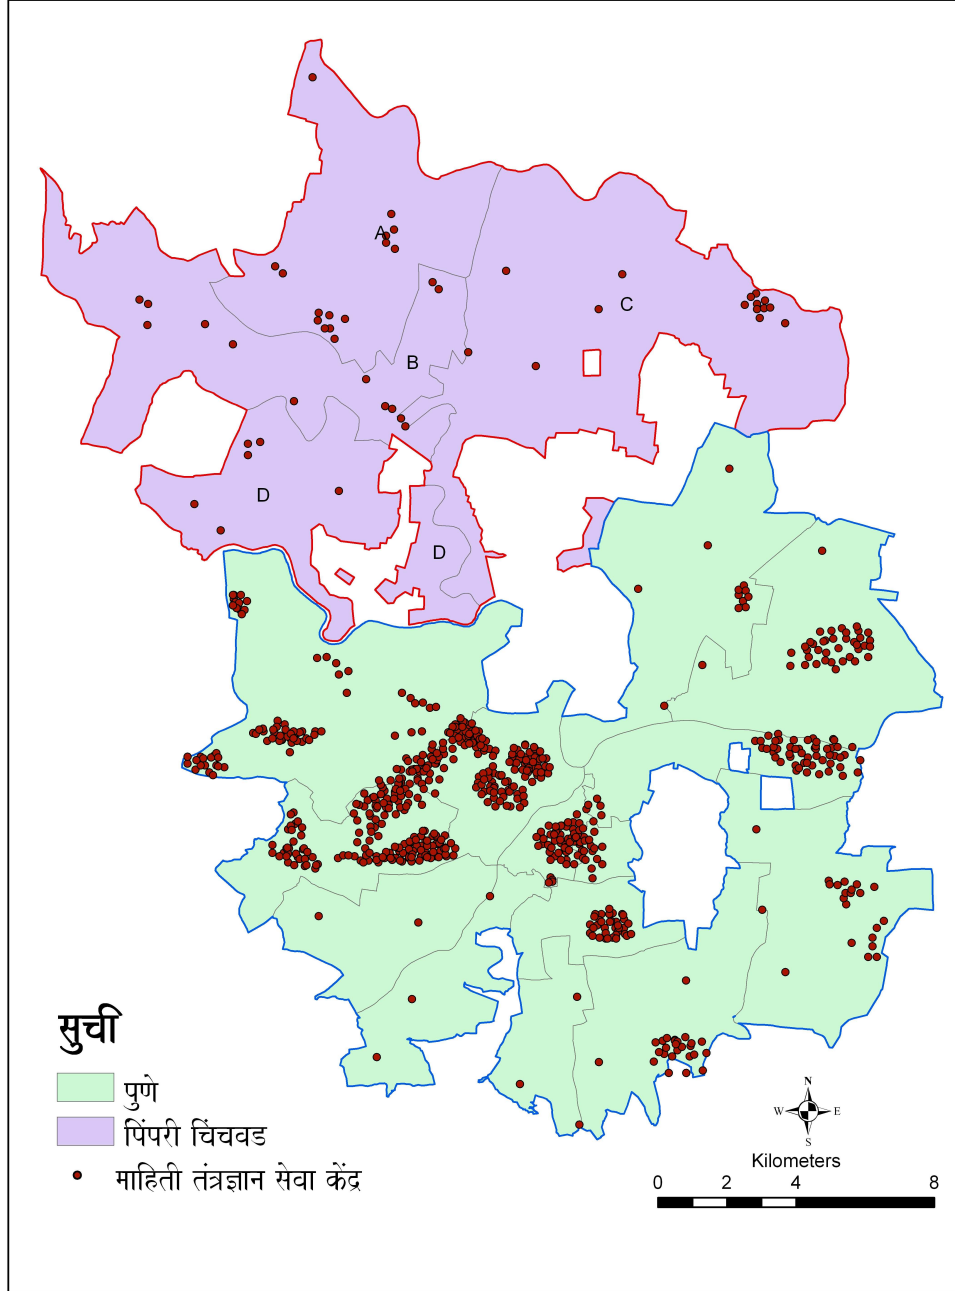 A
C
B
D
D
सुची
पुणे
पिंपरी चिंचवड
माहिती तंत्रज्ञान सेवा केंद्र
N
W E
S
Kilometers
0 2 4 8